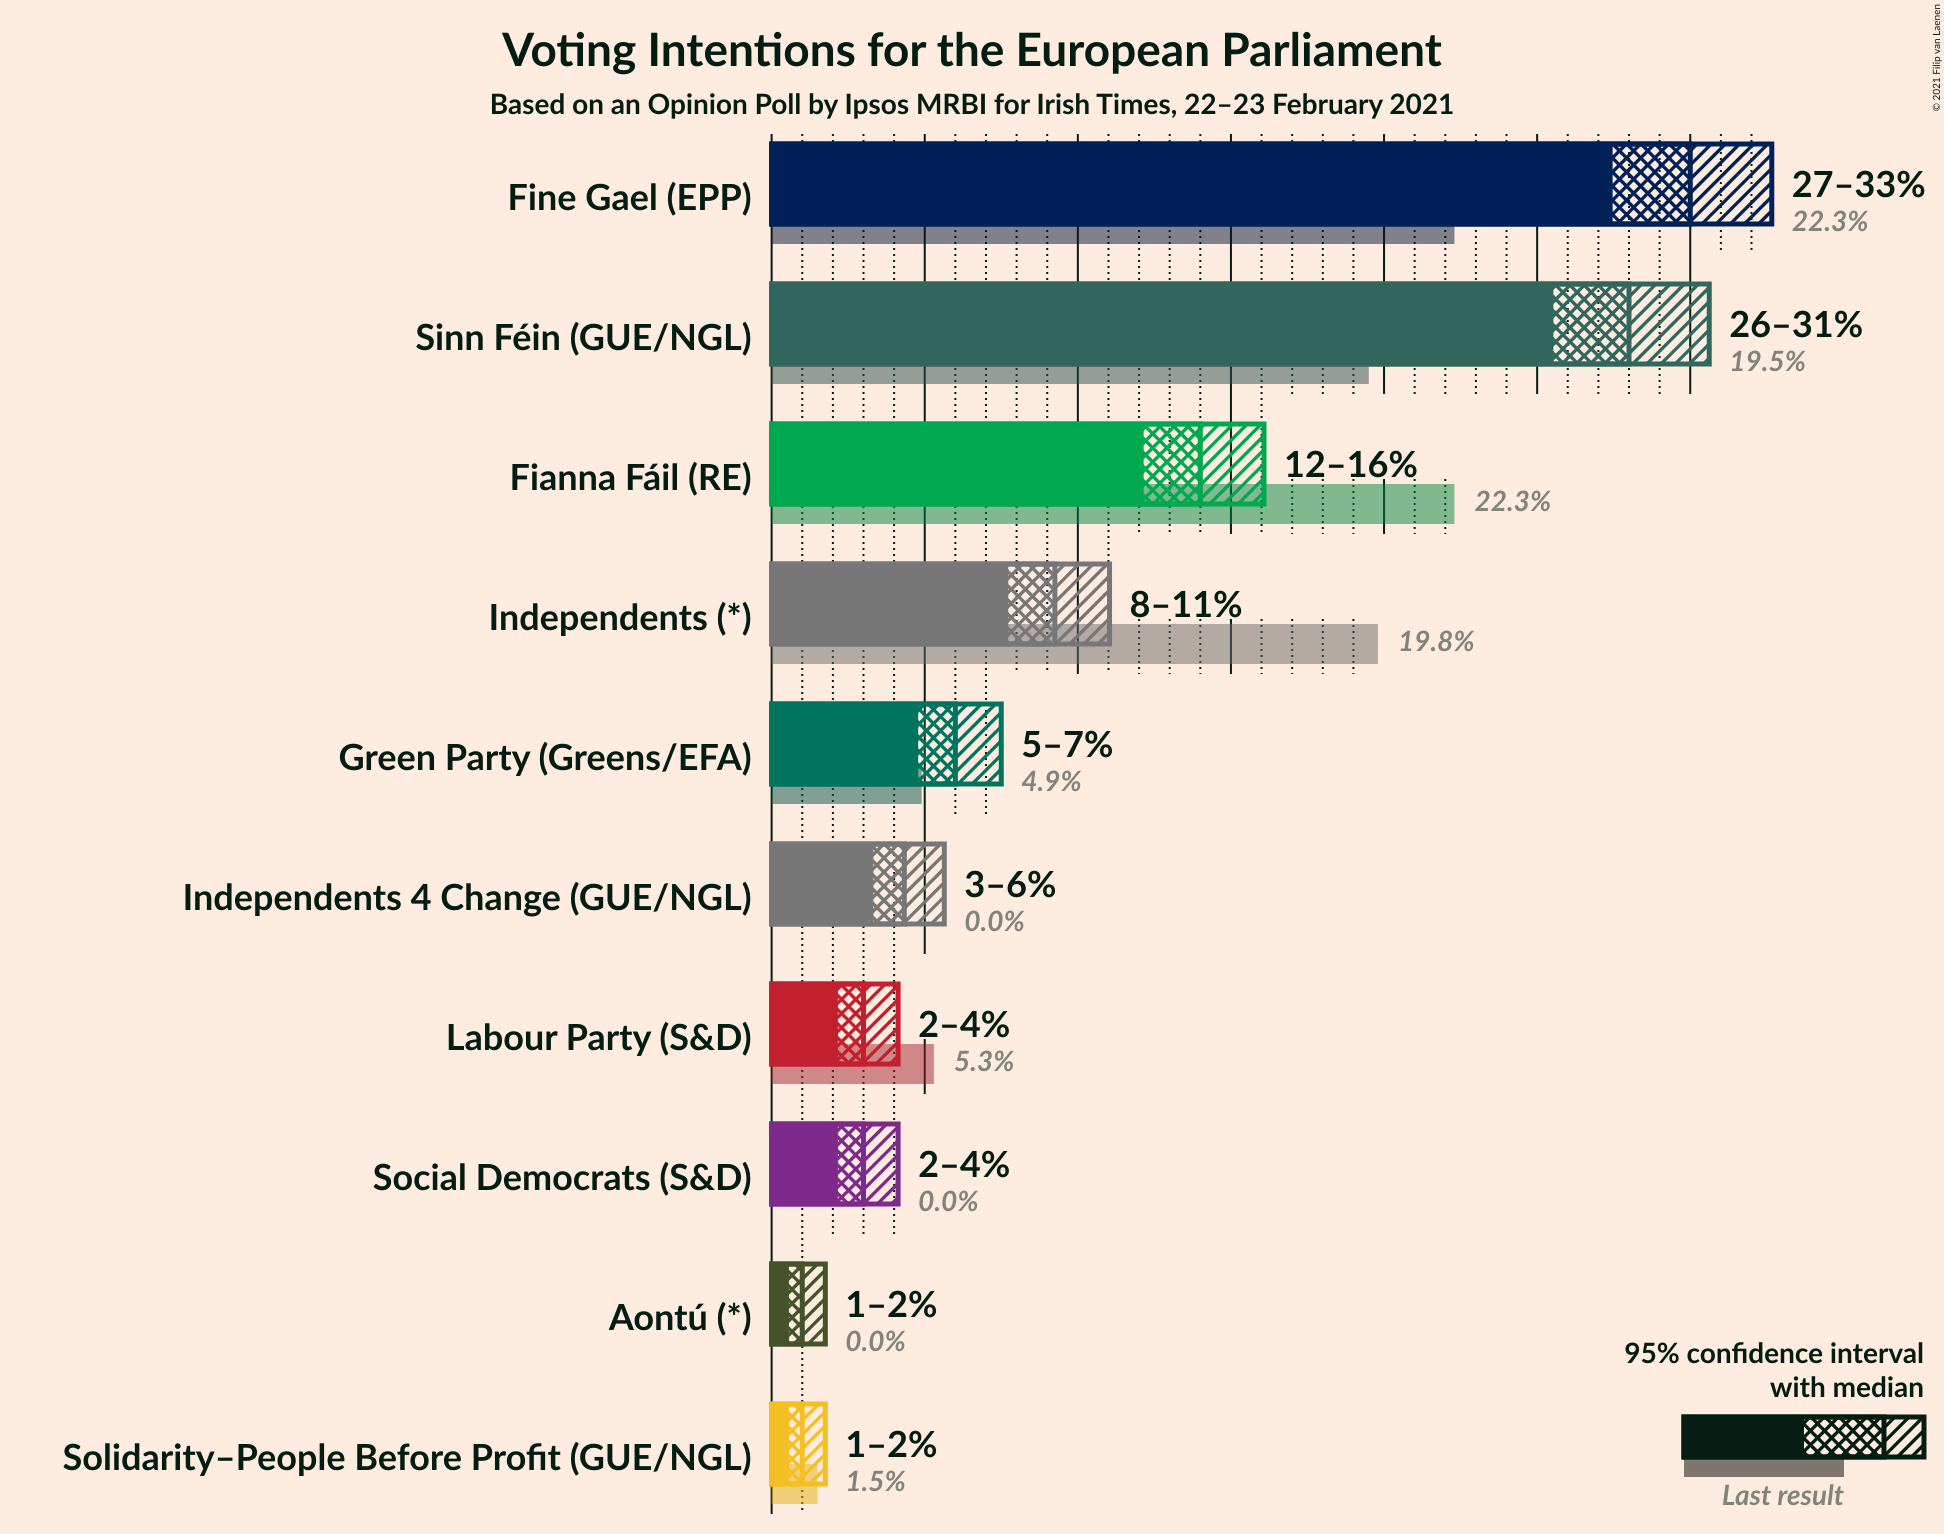 Voting Intentions for the European Parliament
Based on an Opinion Poll by Ipsos MRBI for Irish Times, 22–23 February 2021
© 2021 Filip van Laenen
Fine Gael (EPP)
27–33%
22.3%
Sinn Féin (GUE/NGL)
26–31%
19.5%
Fianna Fáil (RE)
12–16%
22.3%
Independents (*)
8–11%
19.8%
Green Party (Greens/EFA)
5–7%
4.9%
Independents 4 Change (GUE/NGL)
3–6%
0.0%
Labour Party (S&D)
2–4%
5.3%
Social Democrats (S&D)
2–4%
0.0%
Aontú (*)
1–2%
0.0%
Solidarity–People Before Profit (GUE/NGL)
1–2%
1.5%
95% confidence interval
with median
Last result